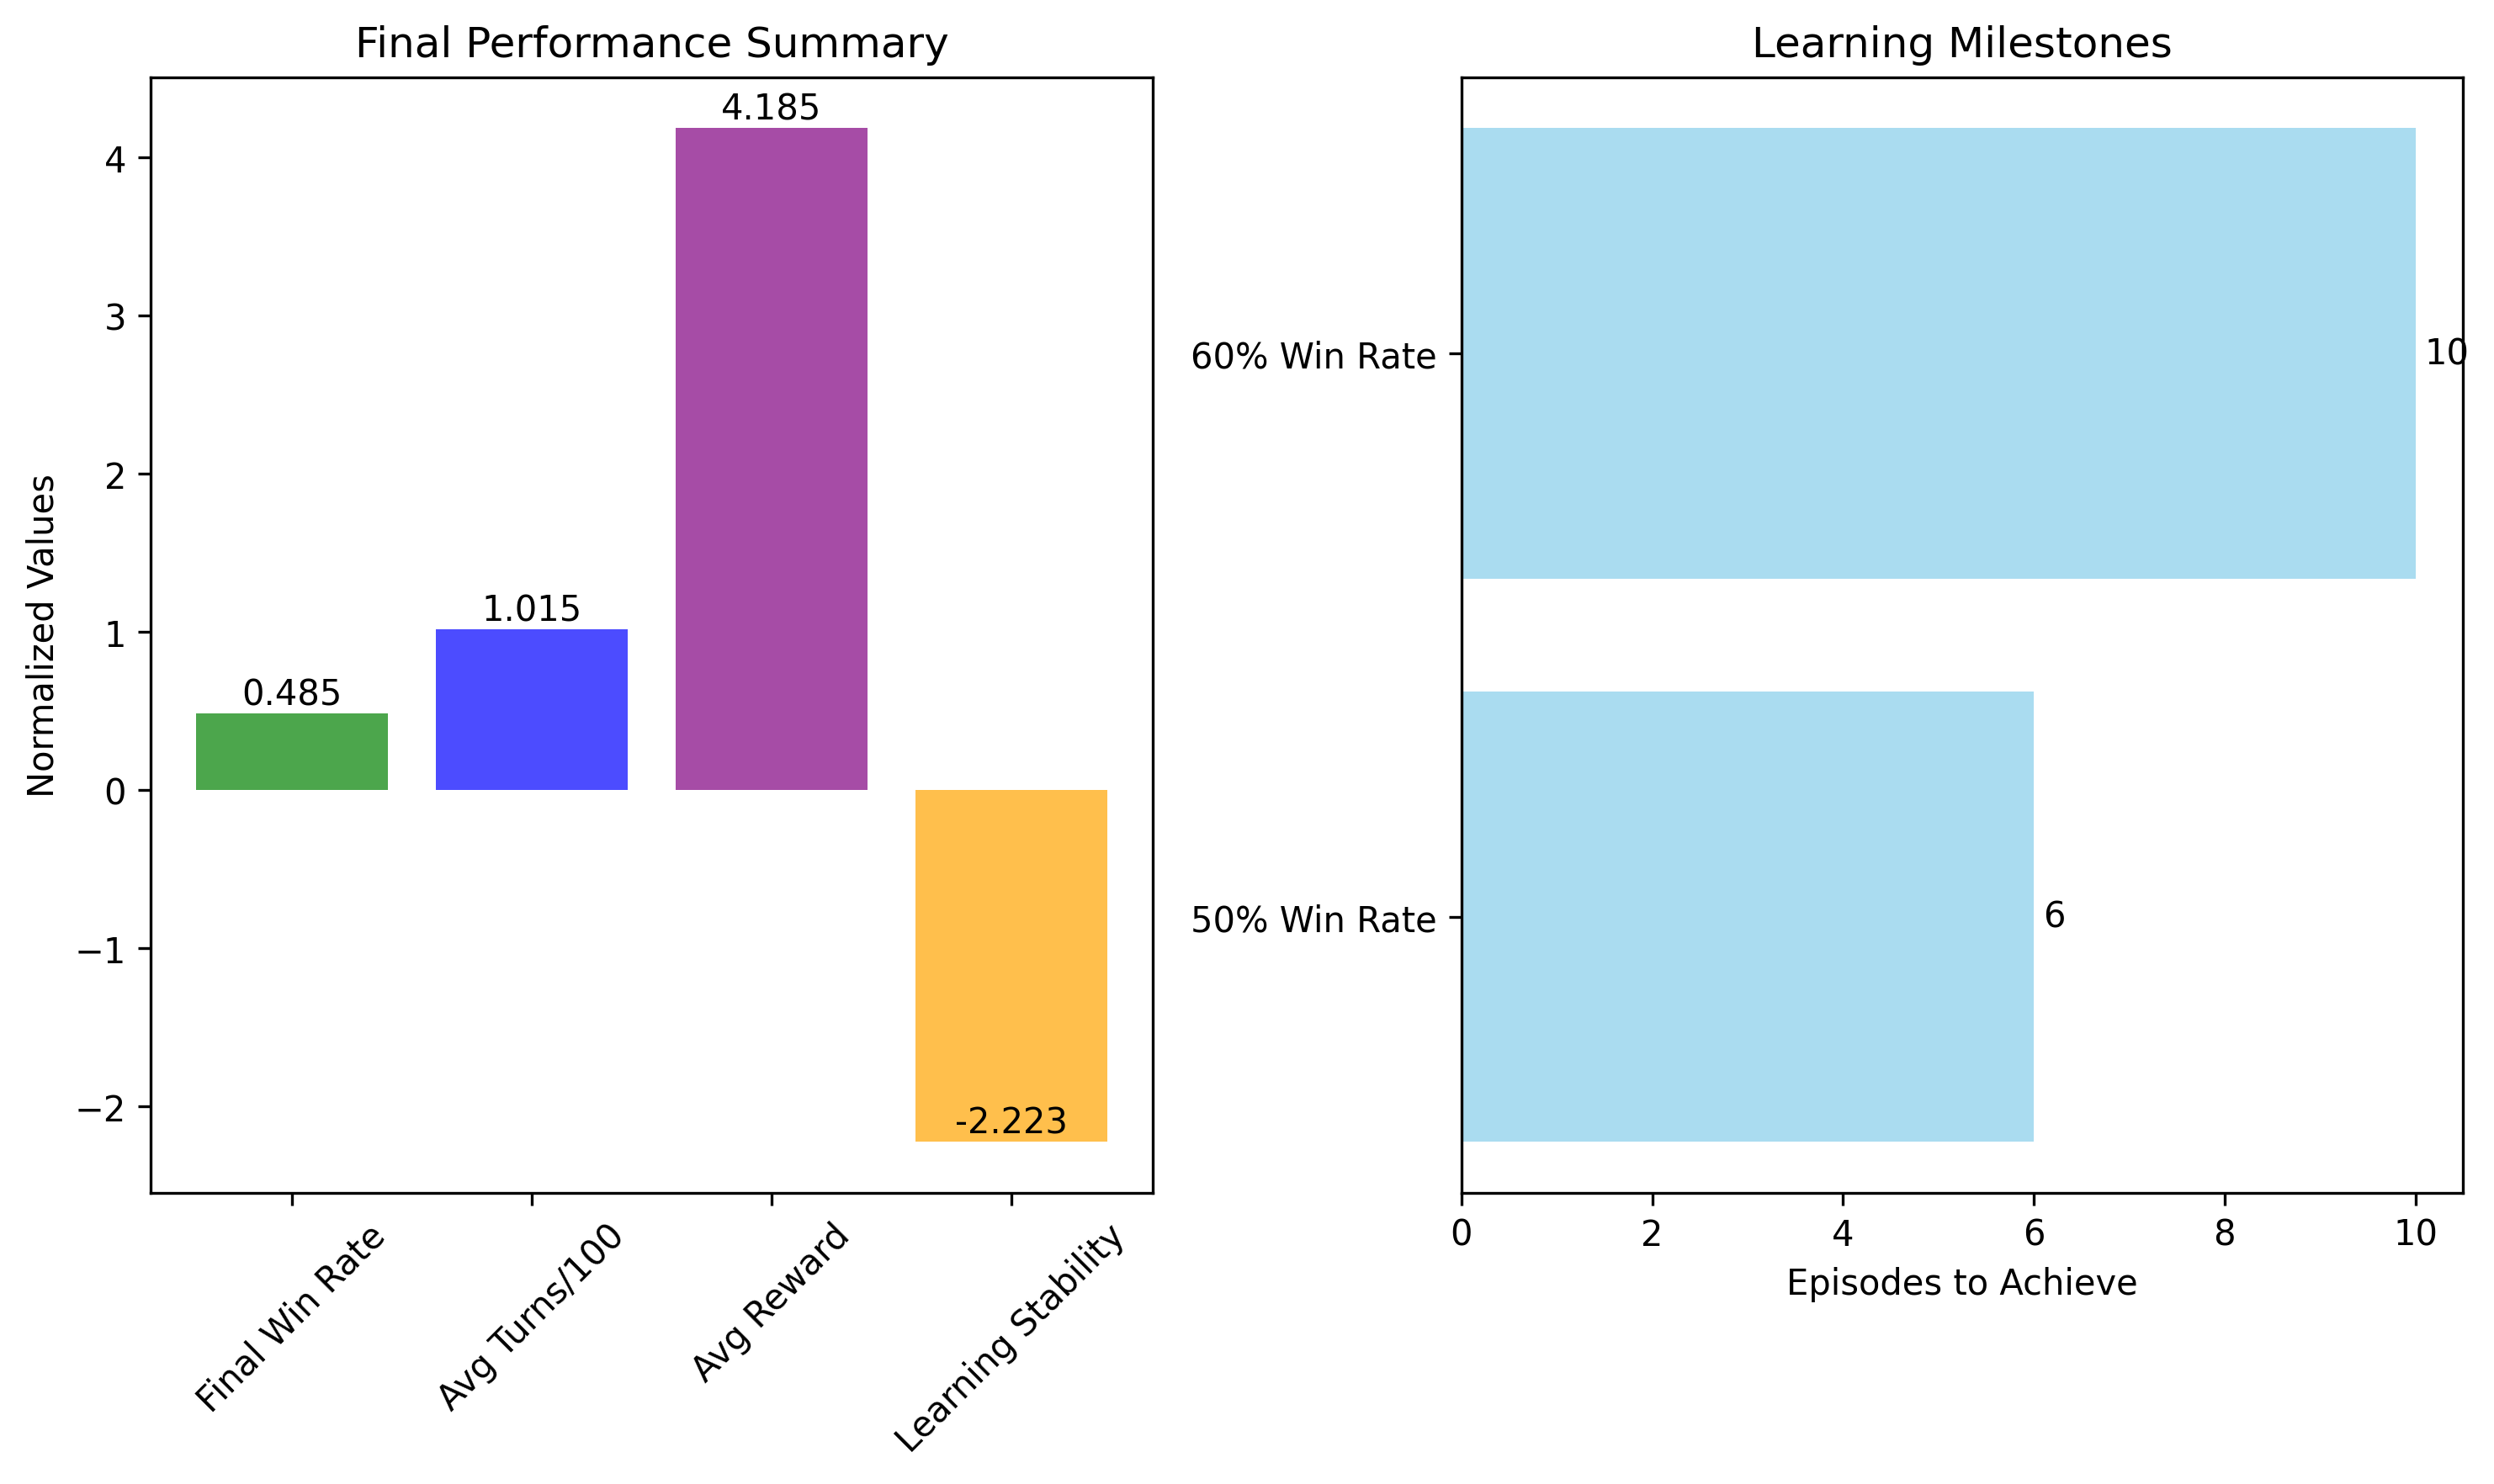 Final Performance Summary
Normalized Values
4
3
2
1
0
−1
−2
0.485
1.015
4.185
-2.223
Final Win Rate
Avg Turns/100
Avg Reward
Learning Stability
Learning Milestones
60% Win Rate
50% Win Rate
10
6
0
2
4
6
8
10
Episodes to Achieve